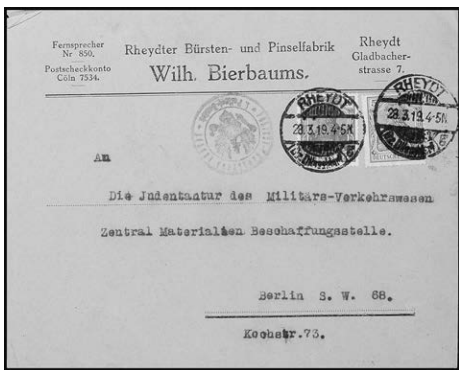 Fernsprecher
Nr 850.
Postscheckkonto
Cöln 7534.
Rheydter Bürsten- und Pinselfabrik
Wilh. Bierbaums.
Rheydt
Gladbacher-
strasse 7.
RHEYDT
28.3.19.4-5N
RHEYDT
28.3.19.4-5N
An
Die Jndentantur des Militärs-Verkehrswesen
Zentral Materialien Beschaffungsstelle.
Berlin S. W. 68.
Kochstr.73.